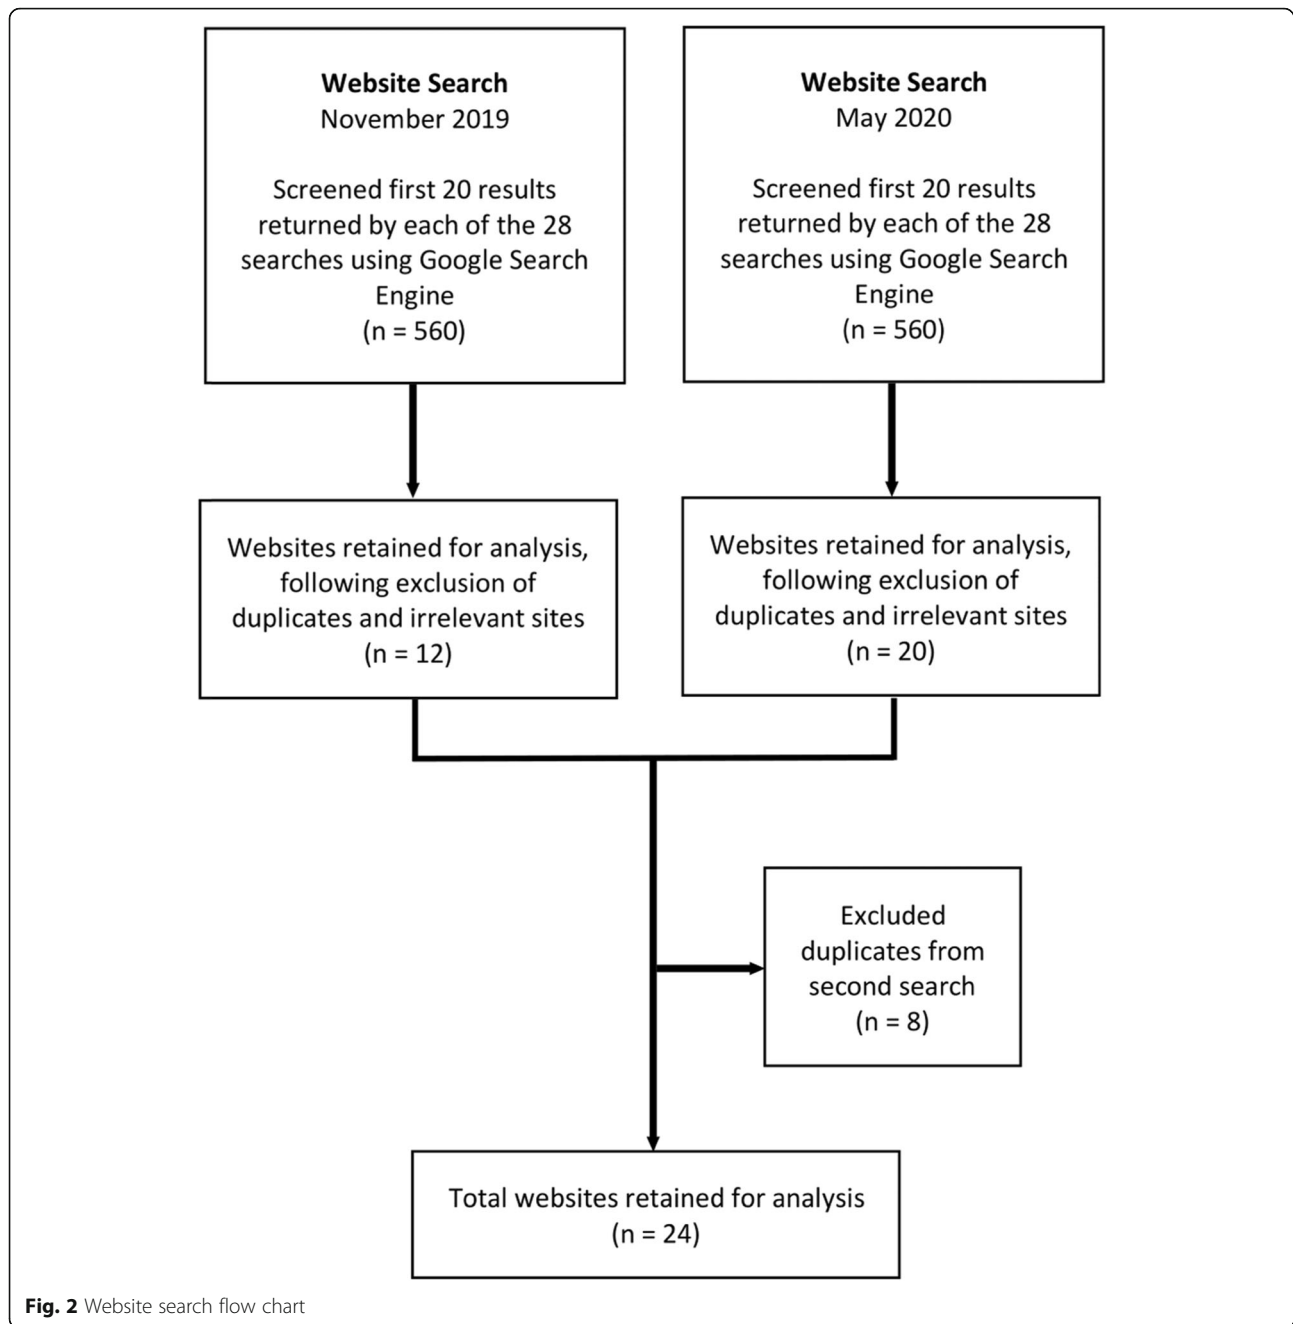 Website Search
November 2019
Screened first 20 results
returned by each of the 28
searches using Google Search
Engine
(n = 560)
Website Search
May 2020
Screened first 20 results
returned by each of the 28
searches using Google Search
Engine
(n = 560)
Websites retained for analysis,
following exclusion of
duplicates and irrelevant sites
(n = 12)
Websites retained for analysis,
following exclusion of
duplicates and irrelevant sites
(n = 20)
Excluded
duplicates from
second search
(n = 8)
Total websites retained for analysis
(n = 24)
Fig. 2 Website search flow chart